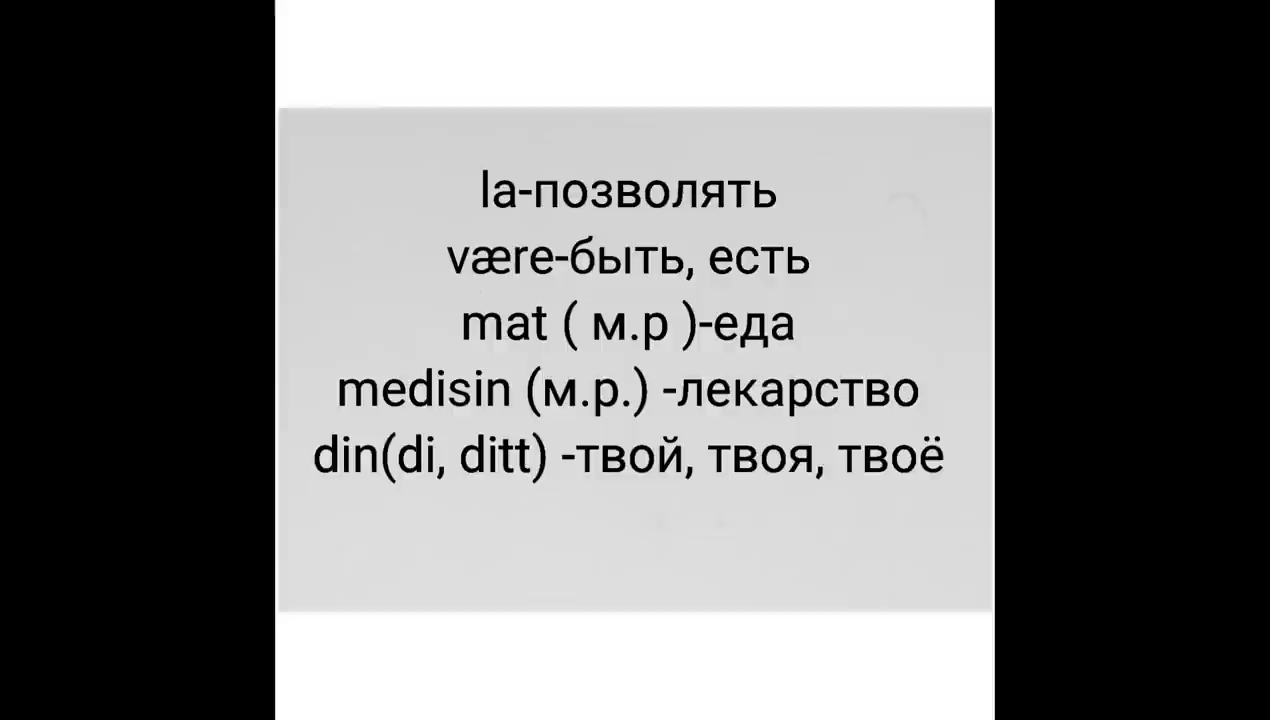 la-позволять
være-быть, есть
mat ( м.р )-еда
medisin (м.р.) -лекарство
din(di, ditt) -твой, твоя, твоё